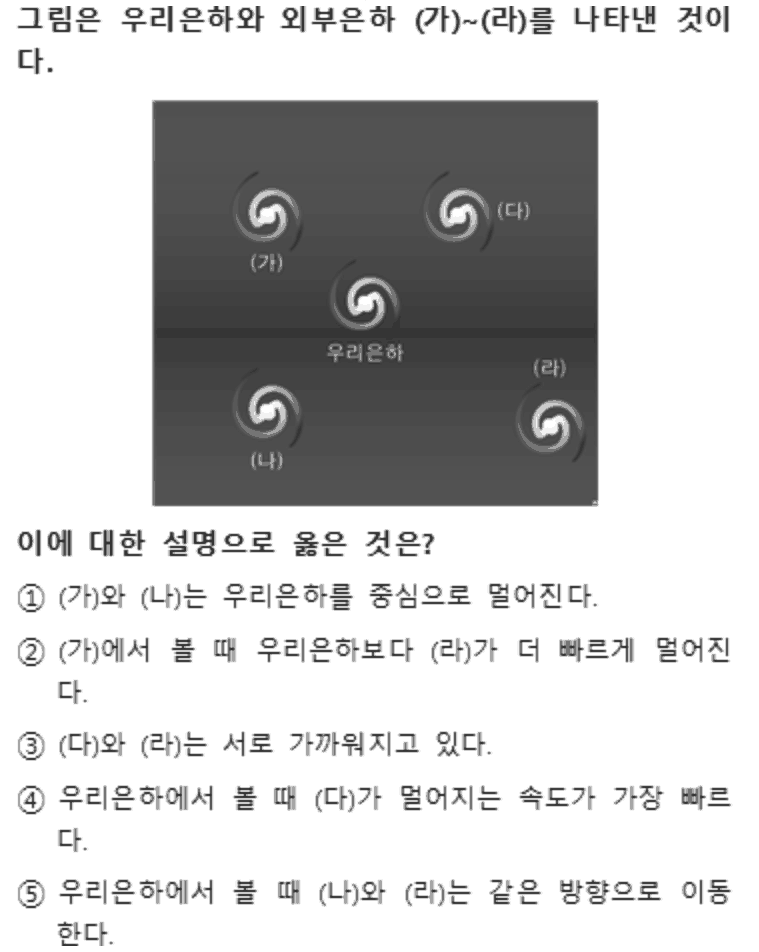 그림은 우리은하와 외부은하 (가)~(라)를 나타낸 것이
다.
(가)
(다)
우리은하
(라)
(나)
이에 대한 설명으로 옳은 것은?
① (가)와 (나)는 우리은하를 중심으로 멀어진다.
② (가)에서 볼 때 우리은하보다 (라)가 더 빠르게 멀어진
다.
③ (다)와 (라)는 서로 가까워지고 있다.
④ 우리은하에서 볼 때 (다)가 멀어지는 속도가 가장 빠르
다.
⑤ 우리은하에서 볼 때 (나)와 (라)는 같은 방향으로 이동
한다.